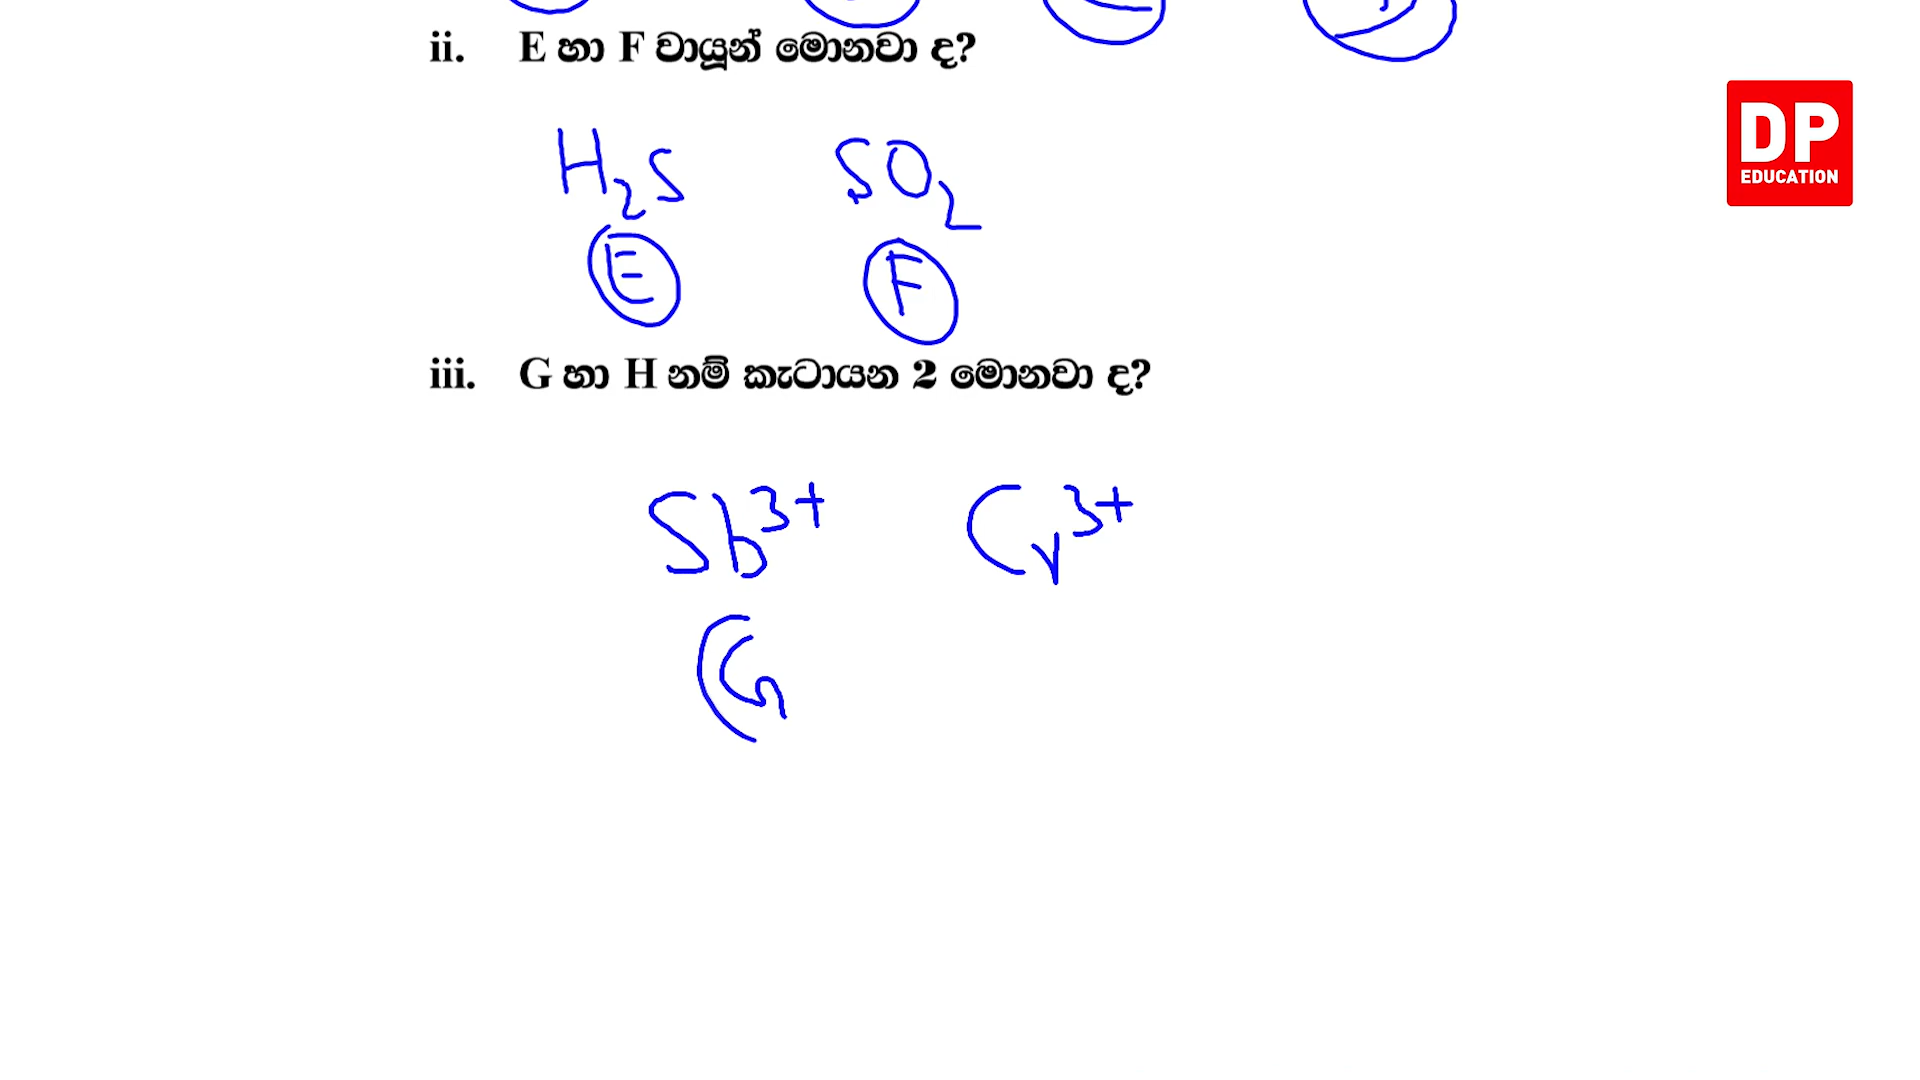 ii. E හා F වායූන් මොනවා ද?
DP
EDUCATION
H₂S SO₂
E F
iii. G හා H නම් කැටායන 2 මොනවා ද?
Sb³⁺ Cr³⁺
G